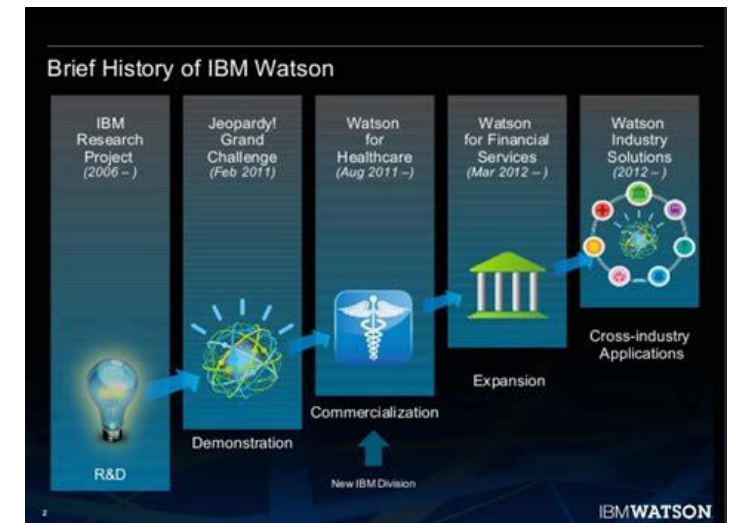 Brief History of IBM Watson
IBM
Research
Project
(2006 – )
Jeopardy!
Grand
Challenge
(Feb 2011)
Watson
for
Healthcare
(Aug 2011 – )
Watson
for Financial
Services
(Mar 2012 – )
Watson
Industry
Solutions
(2012 – )
R&D
Demonstration
Commercialization
New IBM Division
Expansion
Cross-industry
Applications
2
IBMWATSON